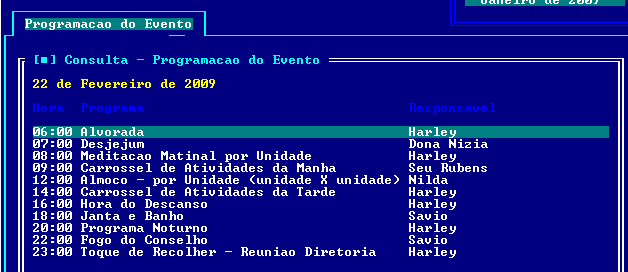 Janeiro de 2007
Programacao do Evento
[■] Consulta - Programacao do Evento
22 de Fevereiro de 2009
Hora Programa Responsavel
06:00 Alvorada Harley
07:00 Desjejum Dona Nizia
08:00 Meditacao Matinal por Unidade Harley
09:00 Carrossel de Atividades da Manha Seu Rubens
12:00 Almoco - por Unidade (unidade X unidade) Nilda
14:00 Carrossel de Atividades da Tarde Harley
16:00 Hora do Descanso Harley
18:00 Janta e Banho Savio
20:00 Programa Noturno Harley
22:00 Fogo do Conselho Savio
23:00 Toque de Recolher - Reuniao Diretoria Harley